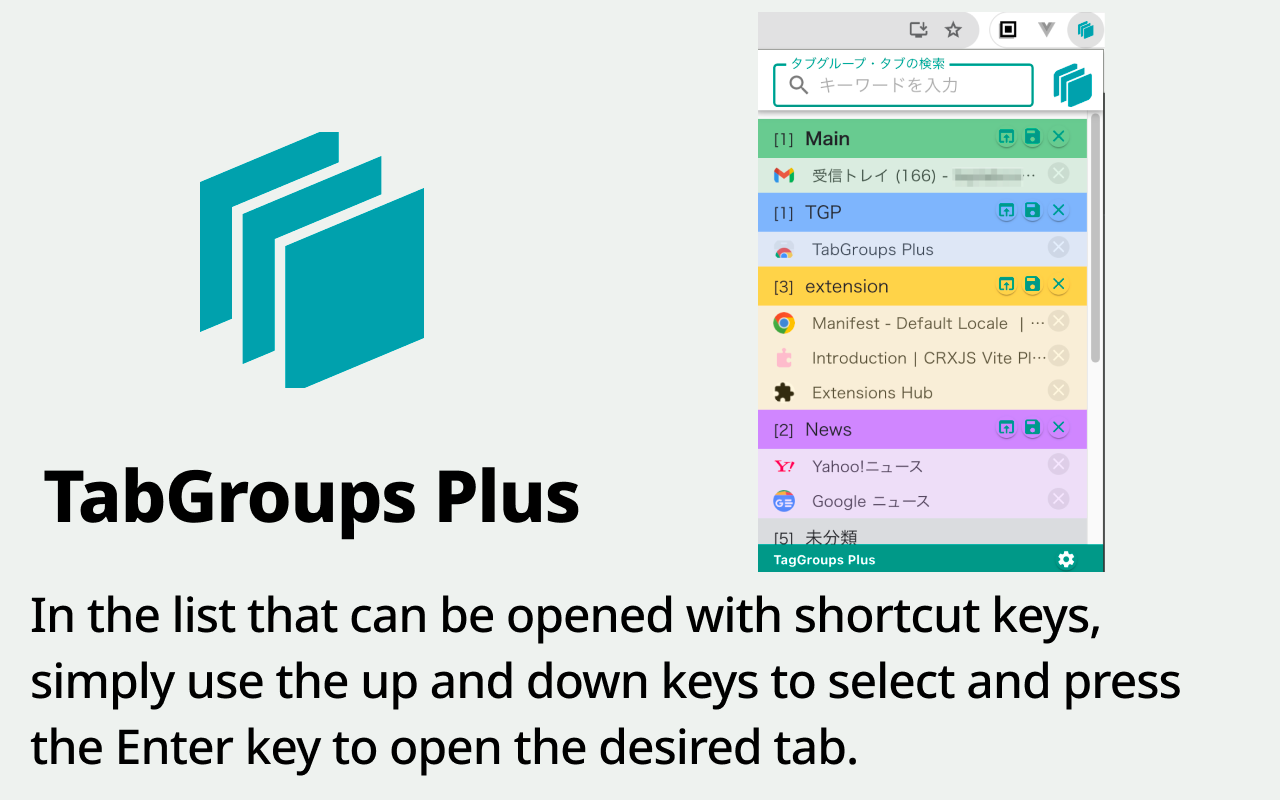 タブグループ・タブの検索
キーワードを入力
[1] Main
受信トレイ (166) - …
[1] TGP
TabGroups Plus
[3] extension
Manifest - Default Locale | …
Introduction | CRXJS Vite Pl…
Extensions Hub
[2] News
Y! Yahoo!ニュース
GE Google ニュース
[5] 未分類
TagGroups Plus
TabGroups Plus
In the list that can be opened with shortcut keys,
simply use the up and down keys to select and press
the Enter key to open the desired tab.